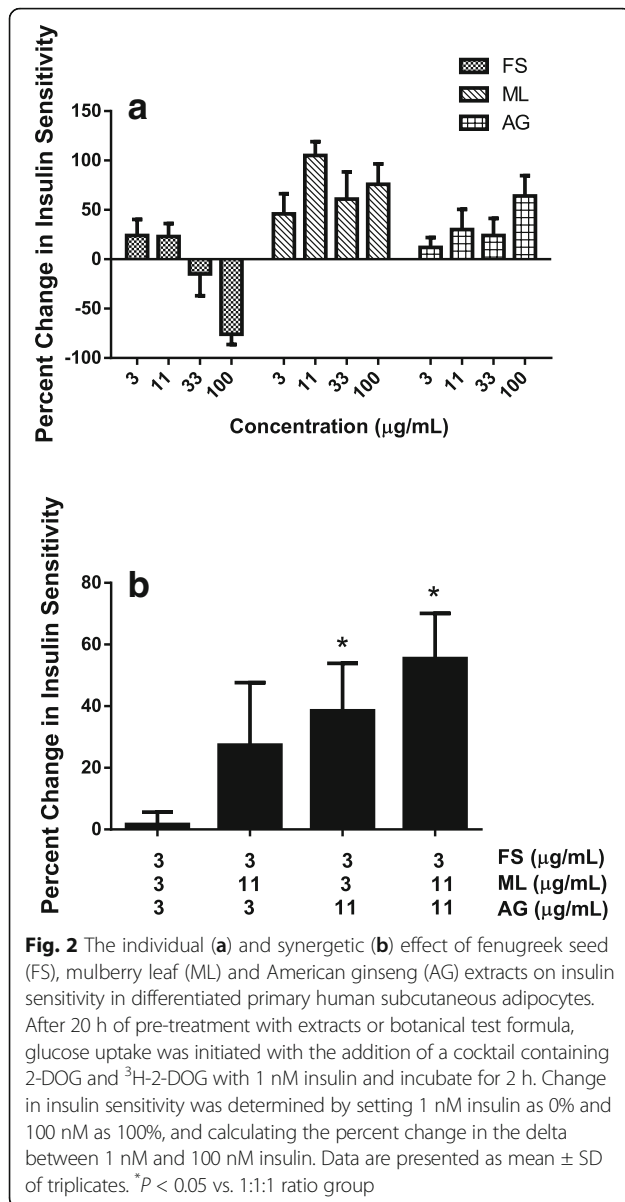 FS
ML
AG
a
Percent Change in Insulin Sensitivity
150
100
50
0
-50
-100
3 11 33 100 3 11 33 100 3 11 33 100
Concentration (μg/mL)
b
Percent Change in Insulin Sensitivity
80
60
40
20
0
* *
3 3 3 3 FS (μg/mL)
3 11 3 11 ML (μg/mL)
3 3 11 11 AG (μg/mL)
Fig. 2 The individual (a) and synergetic (b) effect of fenugreek seed
(FS), mulberry leaf (ML) and American ginseng (AG) extracts on insulin
sensitivity in differentiated primary human subcutaneous adipocytes.
After 20 h of pre-treatment with extracts or botanical test formula,
glucose uptake was initiated with the addition of a cocktail containing
2-DOG and ³H-2-DOG with 1 nM insulin and incubate for 2 h. Change
in insulin sensitivity was determined by setting 1 nM insulin as 0% and
100 nM as 100%, and calculating the percent change in the delta
between 1 nM and 100 nM insulin. Data are presented as mean ± SD
of triplicates. *P < 0.05 vs. 1:1:1 ratio group